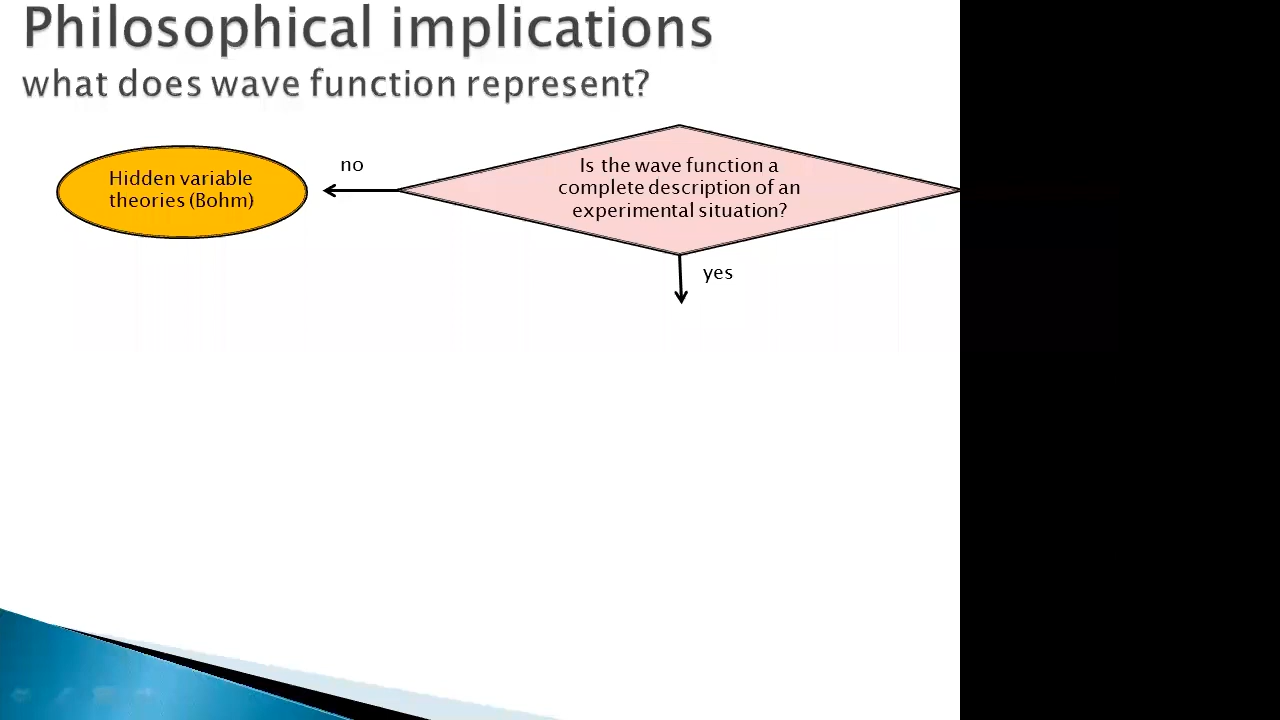 Philosophical implications
what does wave function represent?
Hidden variable
theories (Bohm)
no
Is the wave function a
complete description of an
experimental situation?
yes